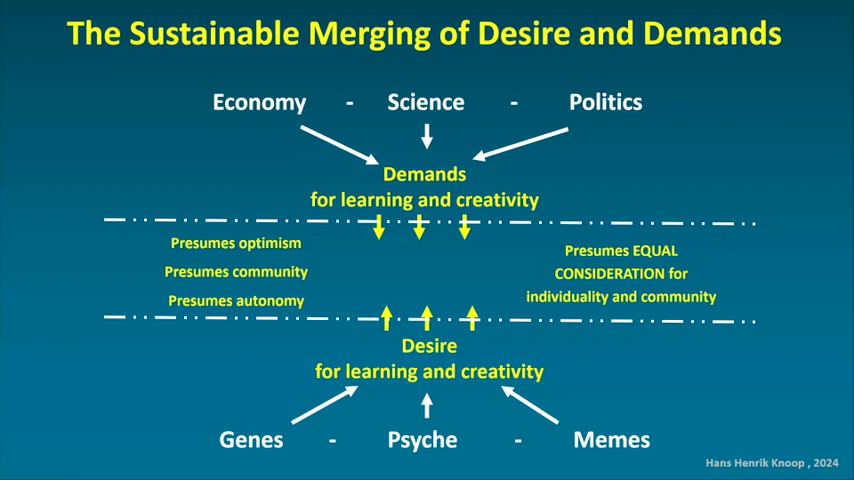 The Sustainable Merging of Desire and Demands
Economy - Science - Politics
Demands
for learning and creativity
Presumes optimism
Presumes community
Presumes autonomy
Presumes EQUAL
CONSIDERATION for
individuality and community
Desire
for learning and creativity
Genes - Psyche - Memes
Hans Henrik Knoop , 2024